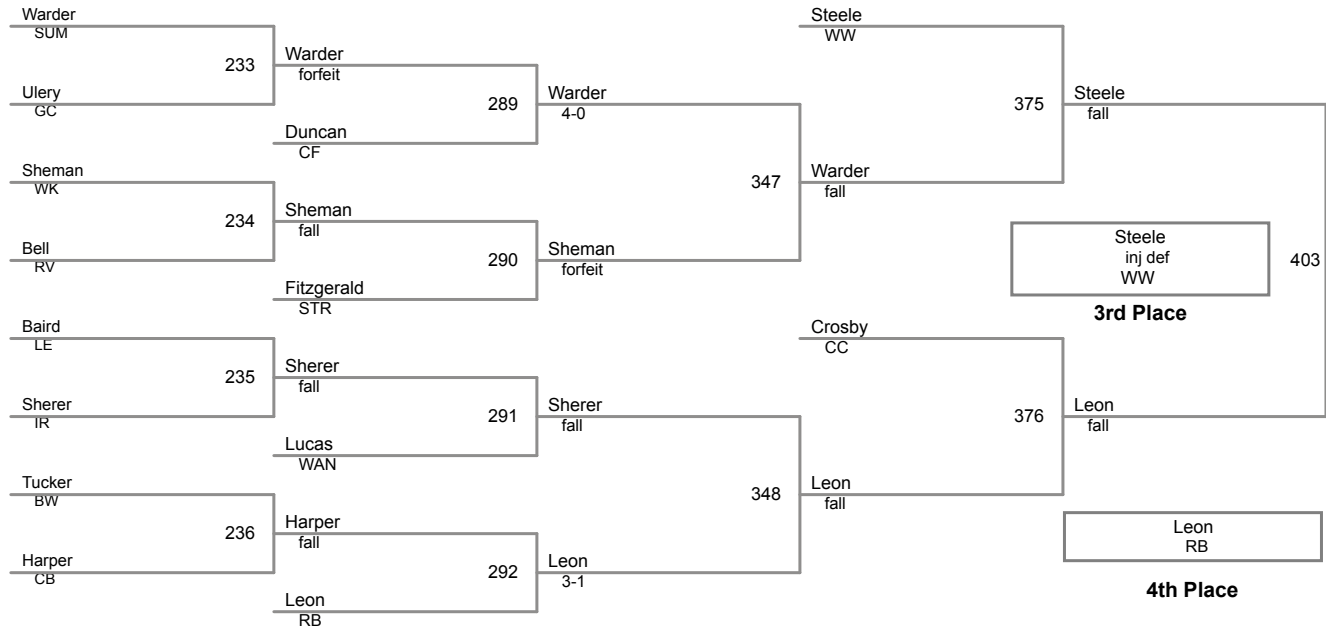 Warder
SUM
233
Ulery
GC
Sheman
WK
234
Bell
RV
Baird
LE
235
Sherer
IR
Tucker
BW
236
Harper
CB
Warder
forfeit
289
Duncan
CF
Sheman
fall
290
Fitzgerald
STR
Sherer
fall
291
Lucas
WAN
Harper
fall
292
Leon
RB
Warder
4-0
347
Sheman
forfeit
Sherer
fall
348
Leon
3-1
Steele
WW
375
Warder
fall
Crosby
CC
376
Leon
fall
Steele
fall
403
Leon
fall
Steele
inj def
WW
3rd Place
Leon
RB
4th Place